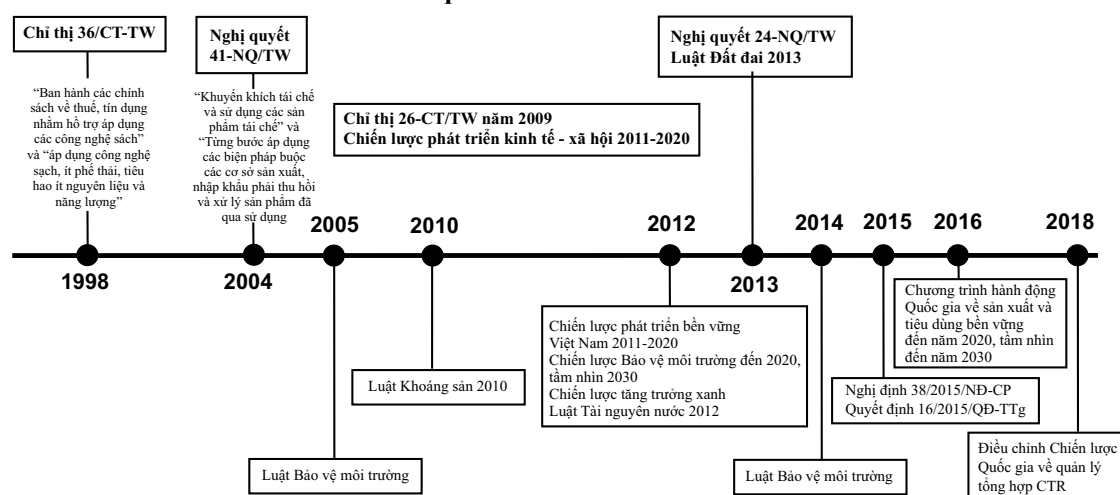 Chỉ thị 36/CT-TW
“Ban hành các chính
sách về thuế, tín dụng
nhằm hỗ trợ áp dụng
các công nghệ sách”
và “áp dụng công nghệ
sạch, ít phế thải, tiêu
hao ít nguyên liệu và
năng lượng”
1998
Nghị quyết
41-NQ/TW
“Khuyến khích tái chế
và sử dụng các sản
phẩm tái chế” và
“Từng bước áp dụng
các biện pháp buộc
các cơ sở sản xuất,
nhập khẩu phải thu hồi
và xử lý sản phẩm đã
qua sử dụng
2004
Chỉ thị 26-CT/TW năm 2009
Chiến lược phát triển kinh tế - xã hội 2011-2020
2005
Luật Bảo vệ môi trường
2010
Luật Khoáng sản 2010
2012
Chiến lược phát triển bền vững
Việt Nam 2011-2020
Chiến lược Bảo vệ môi trường đến 2020,
tầm nhìn 2030
Chiến lược tăng trưởng xanh
Luật Tài nguyên nước 2012
Nghị quyết 24-NQ/TW
Luật Đất đai 2013
2013
2014
Luật Bảo vệ môi trường
2015
Nghị định 38/2015/NĐ-CP
Quyết định 16/2015/QĐ-TTg
2016
Chương trình hành động
Quốc gia về sản xuất và
tiêu dùng bền vững
đến năm 2020, tầm nhìn
đến năm 2030
2018
Điều chỉnh Chiến lược
Quốc gia về quản lý
tổng hợp CTR